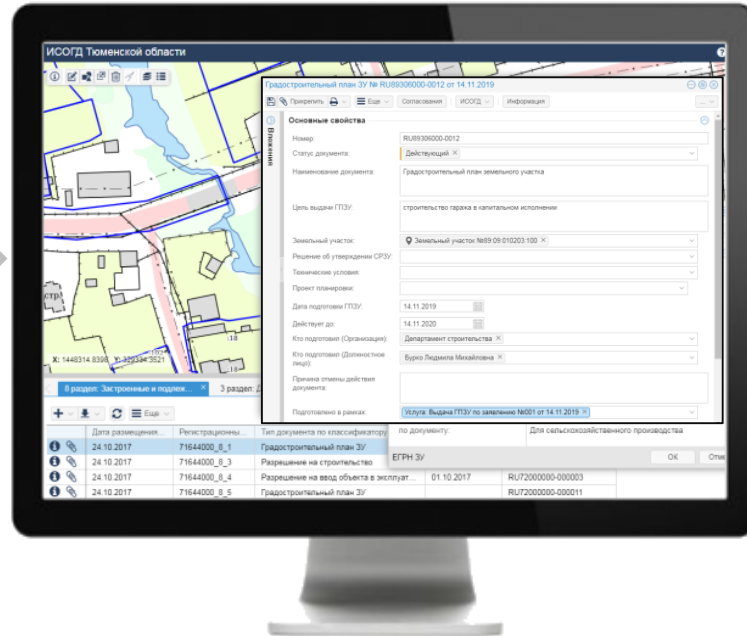 ИСОГД Тюменской области
Градостроительный план ЗУ № RU89306000-0012 от 14.11.2019
Прикрепить Еще Согласования ИСОГД Информация
Вложения
Основные свойства
Номер: RU89306000-0012
Статус документа: Действующий ×
Наименование документа: Градостроительный план земельного участка
Цель выдачи ГПЗУ: строительство гаража в капитальном исполнении
Земельный участок: Земельный участок №89:09:010203:100 ×
Решение об утверждении СРЗУ:
Технические условия:
Проект планировки:
Дата подготовки ГПЗУ: 14.11.2019
Действует до: 14.11.2020
Кто подготовил (Организация): Департамент строительства ×
Кто подготовил (Должностное лицо): Бурко Людмила Михайловна ×
Причина отмены действия документа:
Подготовлено в рамках: Услуга: Выдача ГПЗУ по заявлению №001 от 14.11.2019 ×
:18
X: 1448314.8398, Y: 329334.3521
:18
8 раздел: Застроенные и подлеж... × 3 раздел:
Еще
Дата размещения... Регистрационны... Тип документа по классификатору
24.10.2017 71644000_8_1 Градостроительный план ЗУ
24.10.2017 71644000_8_3 Разрешение на строительство
24.10.2017 71644000_8_4 Разрешение на ввод объекта в эксплуат... 01.10.2017 RU72000000-000003
24.10.2017 71644000_8_5 Градостроительный план ЗУ RU72000000-000011
по документу: Для сельскохозяйственного производства
ЕГРН ЗУ ОК